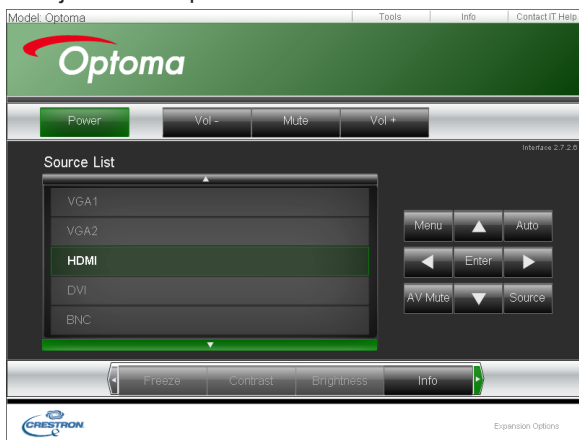 Model: Optoma
Tools Info Contact IT Help
Optoma
Power Vol - Mute Vol +
Interface 2.7.2.6
Source List
VGA1
VGA2
HDMI
DVI
BNC
Menu Auto
Enter
AV Mute Source
Freeze Contrast Brightness Info
CRESTRON
Expansion Options